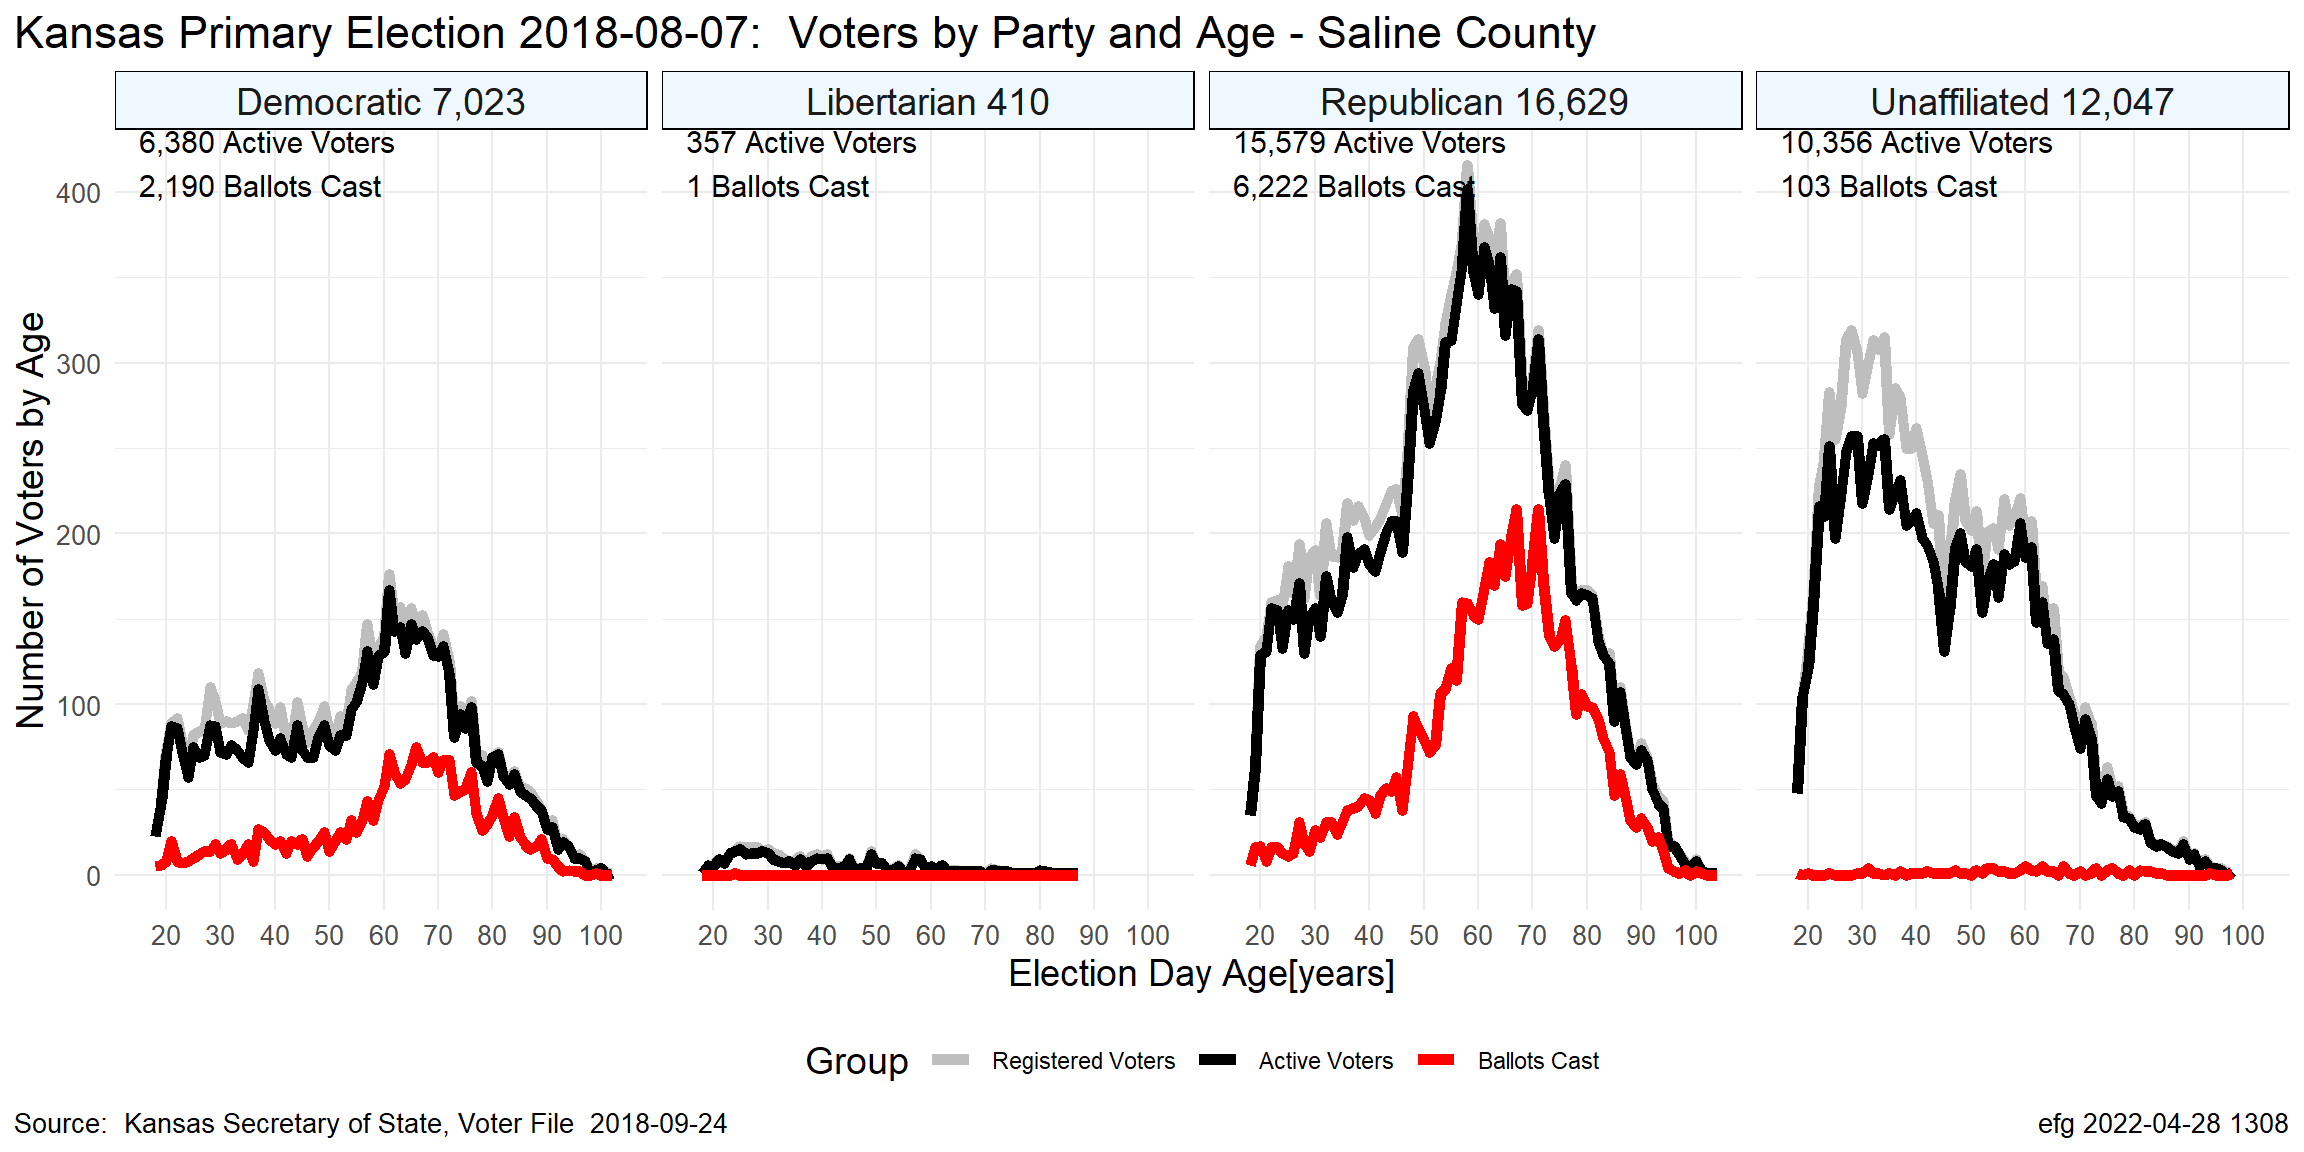 Kansas Primary Election 2018-08-07:  Voters by Party and Age - Saline County
Democratic 7,023
Libertarian 410
Republican 16,629
Unaffiliated 12,047
6,380 Active Voters
2,190 Ballots Cast
357 Active Voters
1 Ballots Cast
15,579 Active Voters
6,222 Ballots Cast
10,356 Active Voters
103 Ballots Cast
Number of Voters by Age
400
300
200
100
0
20 30 40 50 60 70 80 90 100
20 30 40 50 60 70 80 90 100
20 30 40 50 60 70 80 90 100
20 30 40 50 60 70 80 90 100
Election Day Age[years]
Group Registered Voters Active Voters Ballots Cast
Source:  Kansas Secretary of State, Voter File  2018-09-24
efg 2022-04-28 1308